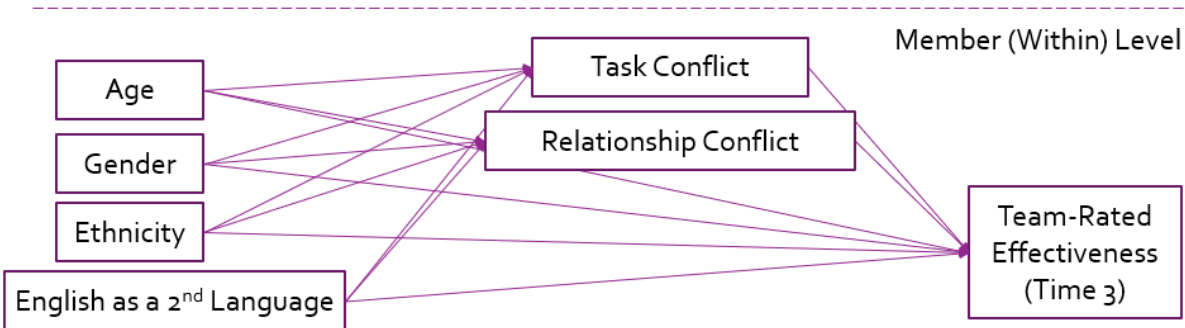 Member (Within) Level
Task Conflict
Age
Relationship Conflict
Gender
Ethnicity
Team-Rated
Effectiveness
(Time 3)
English as a 2nd Language